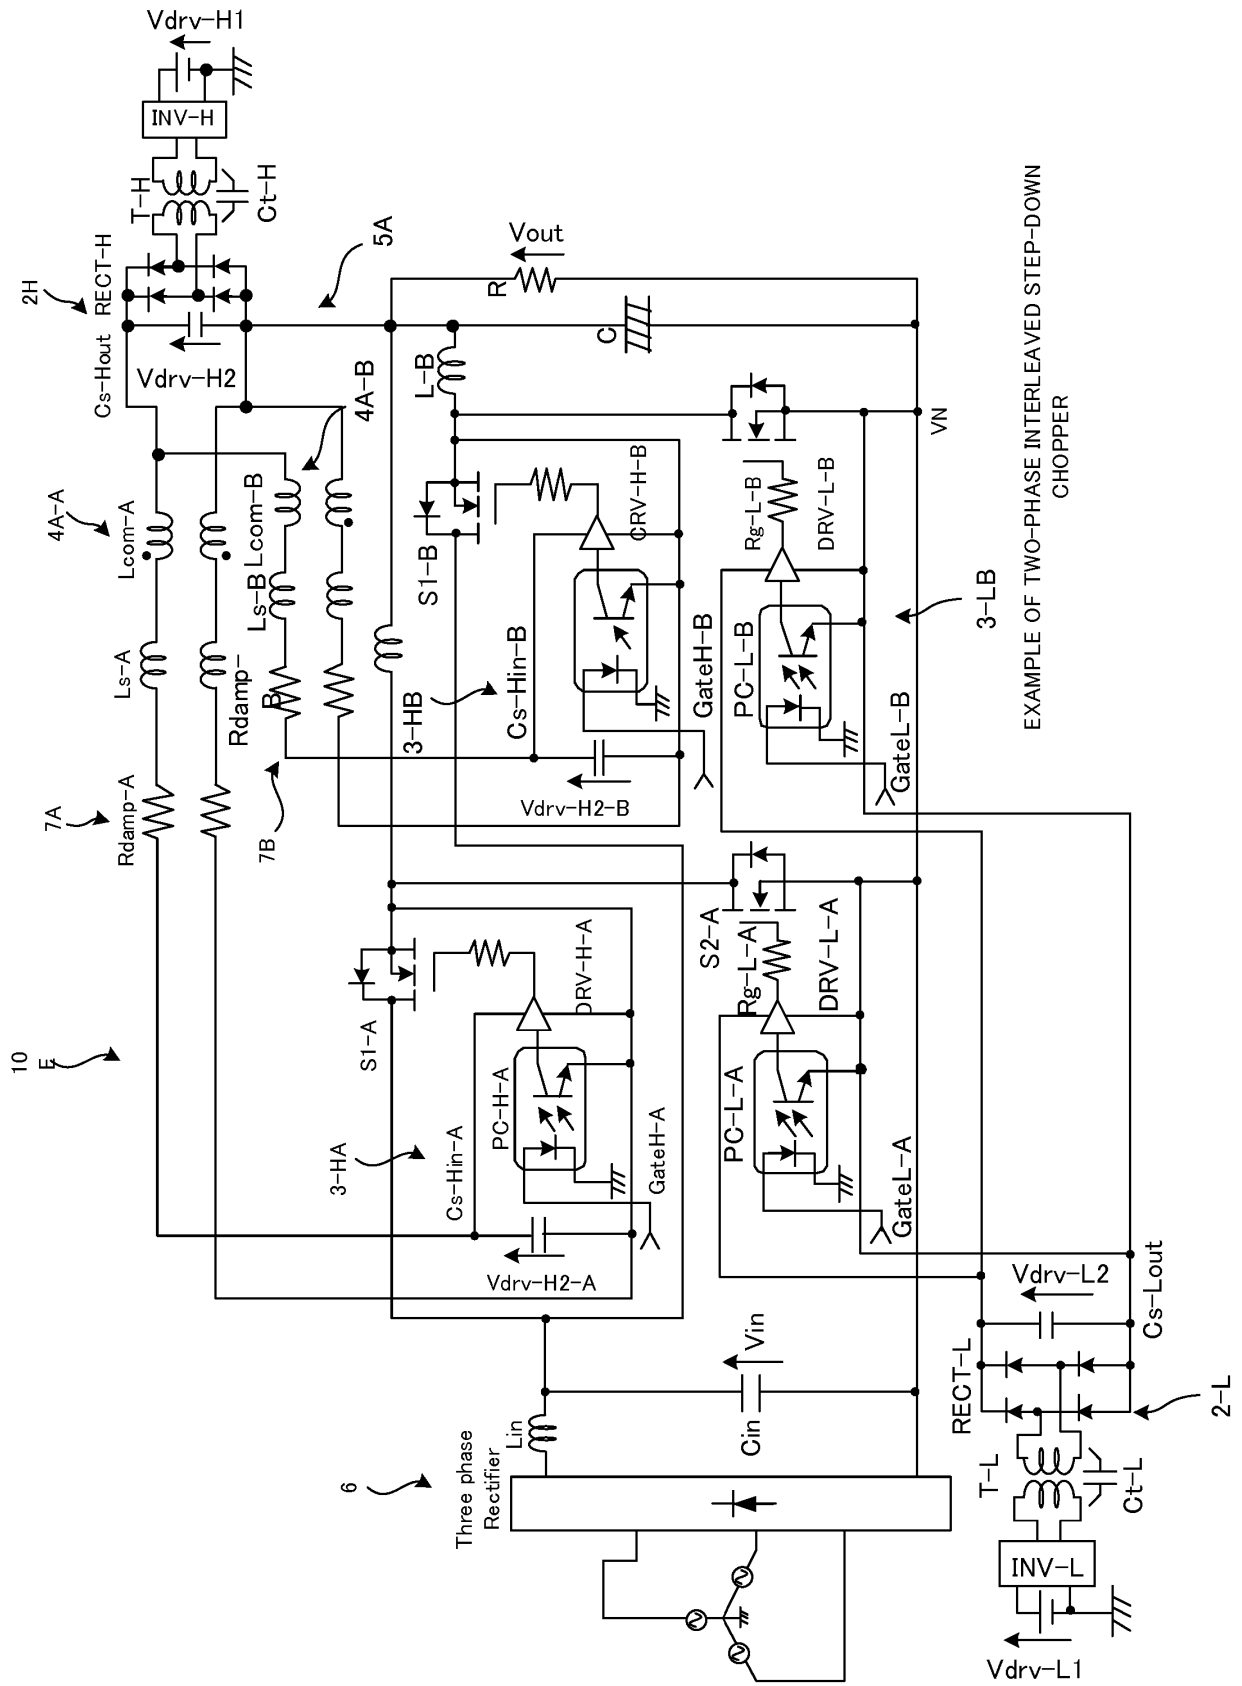 Vdrv-H1
INV-H
T-H
Ct-H
RECT-H
2H
Cs-Hout
Vdrv-H2
5A
Vout
R
C
L-B
4A-B
4A-A
Lcom-A
Lcom-B
Ls-A
Ls-B
Rdamp-
B
7A
Rdamp-A
7B
S1-B
CRV-H-B
3-HB
Cs-Hin-B
Vdrv-H2-B
GateH-B
Rg-L-B
DRV-L-B
PC-L-B
GateL-B
3-LB
VN
EXAMPLE OF TWO-PHASE INTERLEAVED STEP-DOWN
CHOPPER
10
E
S1-A
DRV-H-A
PC-H-A
3-HA
Cs-Hin-A
GateH-A
Vdrv-H2-A
S2-A
Rg-L-A
DRV-L-A
PC-L-A
GateL-A
Vdrv-L2
Cs-Lout
RECT-L
2-L
T-L
Ct-L
INV-L
Vdrv-L1
Vin
Cin
Lin
6
Three phase
Rectifier